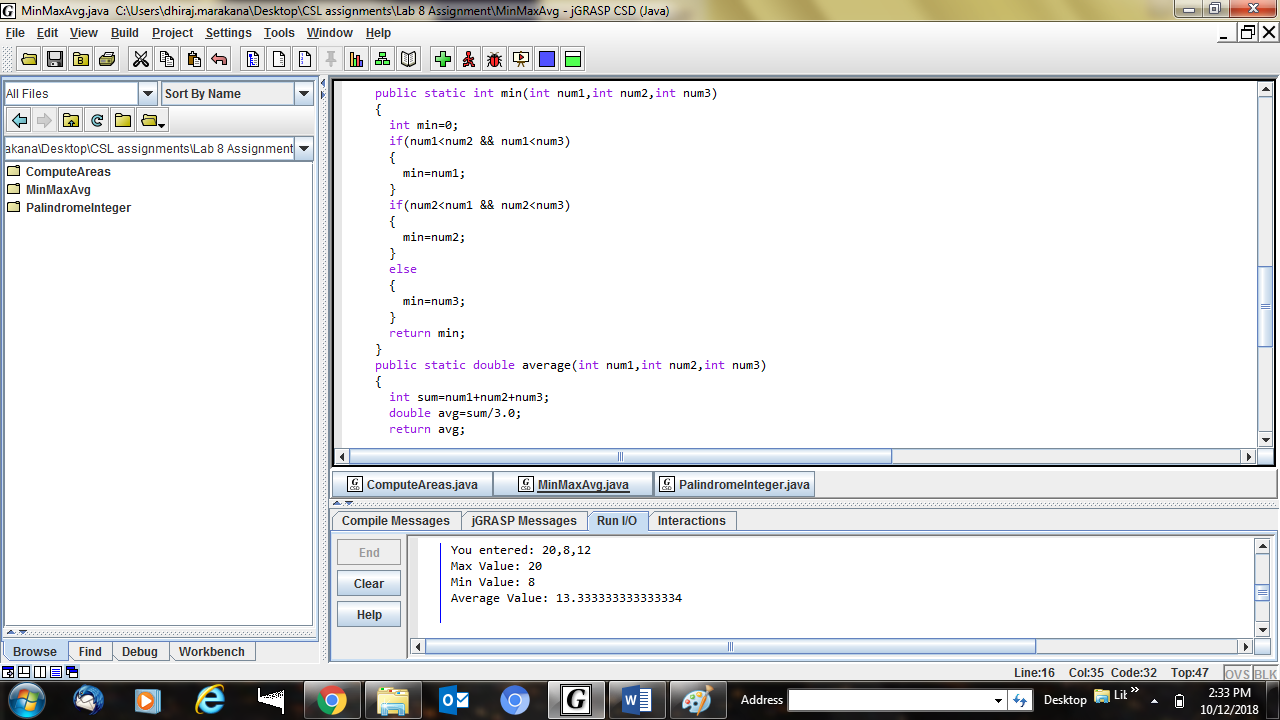 MinMaxAvg.java C:\Users\dhiraj.marakana\Desktop\CSL assignments\Lab 8 Assignment\MinMaxAvg - jGRASP CSD (Java)
File Edit View Build Project Settings Tools Window Help
All Files Sort By Name
akana\Desktop\CSL assignments\Lab 8 Assignment
ComputeAreas
MinMaxAvg
PalindromeInteger
Browse Find Debug Workbench
public static int min(int num1,int num2,int num3)
{
int min=0;
if(num1<num2 && num1<num3)
{
min=num1;
}
if(num2<num1 && num2<num3)
{
min=num2;
}
else
{
min=num3;
}
return min;
}
public static double average(int num1,int num2,int num3)
{
int sum=num1+num2+num3;
double avg=sum/3.0;
return avg;
ComputeAreas.java MinMaxAvg.java PalindromeInteger.java
Compile Messages jGRASP Messages Run I/O Interactions
End
Clear
Help
You entered: 20,8,12
Max Value: 20
Min Value: 8
Average Value: 13.333333333333334
Line:16 Col:35 Code:32 Top:47 OVS BLK
Address Desktop Lib »
2:33 PM
10/12/2018